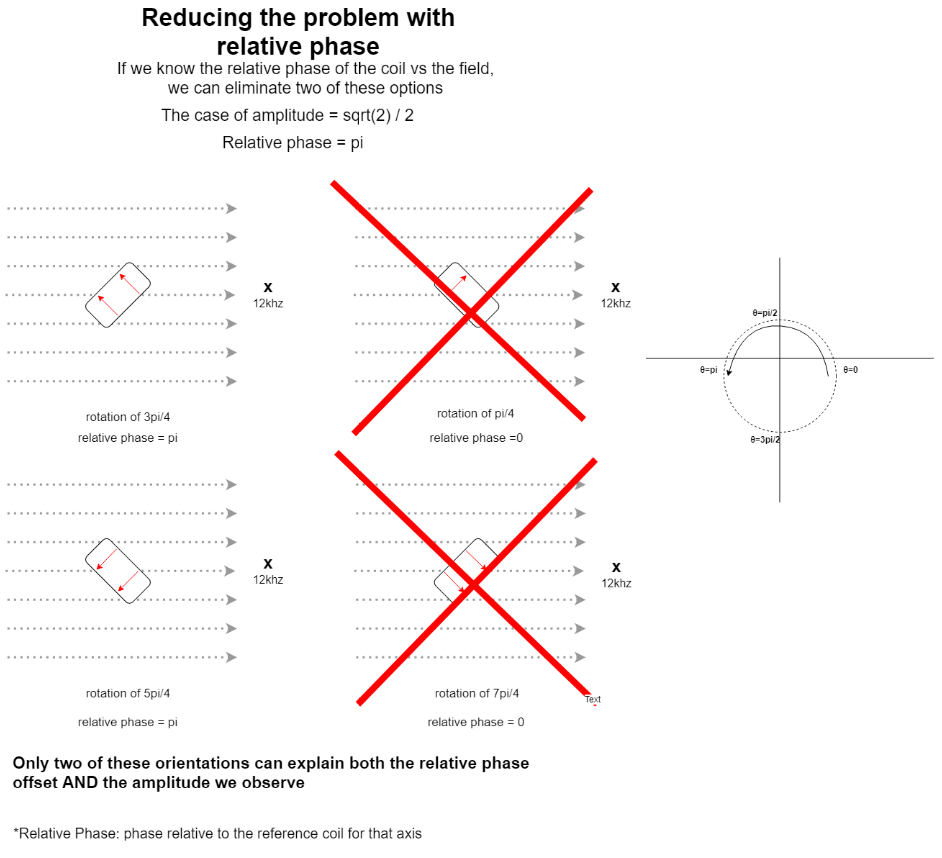 Reducing the problem with
relative phase
If we know the relative phase of the coil vs the field,
we can eliminate two of these options
The case of amplitude = sqrt(2) / 2
Relative phase = pi
x
12khz
x
12khz
rotation of 3pi/4
relative phase = pi
rotation of pi/4
relative phase =0
θ=pi/2
θ=pi
θ=0
θ=3pi/2
x
12khz
x
12khz
rotation of 5pi/4
relative phase = pi
rotation of 7pi/4
relative phase = 0
Text
Only two of these orientations can explain both the relative phase
offset AND the amplitude we observe
*Relative Phase: phase relative to the reference coil for that axis